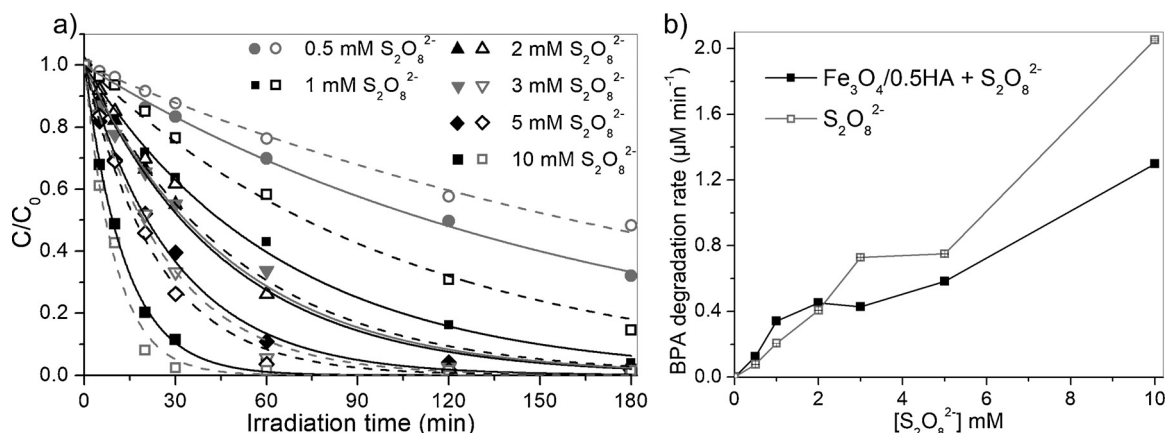 a)
C/C₀
1.0
0.8
0.6
0.4
0.2
0.0
0.5 mM S₂O₈²⁻
1 mM S₂O₈²⁻
2 mM S₂O₈²⁻
3 mM S₂O₈²⁻
5 mM S₂O₈²⁻
10 mM S₂O₈²⁻
0 30 60 90 120 150 180
Irradiation time (min)
b)
BPA degradation rate (µM min⁻¹)
2.0
1.6
1.2
0.8
0.4
0.0
Fe₃O₄/0.5HA + S₂O₈²⁻
S₂O₈²⁻
0 2 4 6 8 10
[S₂O₈²⁻] mM